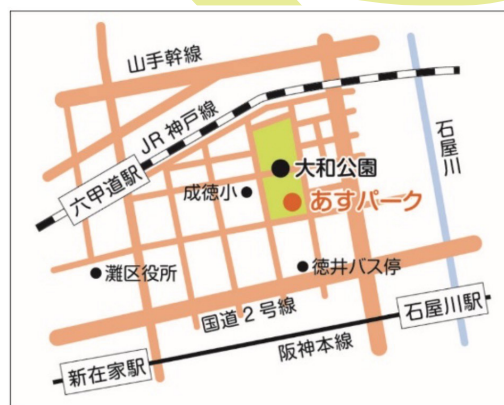 山手幹線
JR神戸線
六甲道駅
石屋川
大和公園
成徳小
あすパーク
灘区役所
徳井バス停
国道2号線
石屋川駅
阪神本線
新在家駅